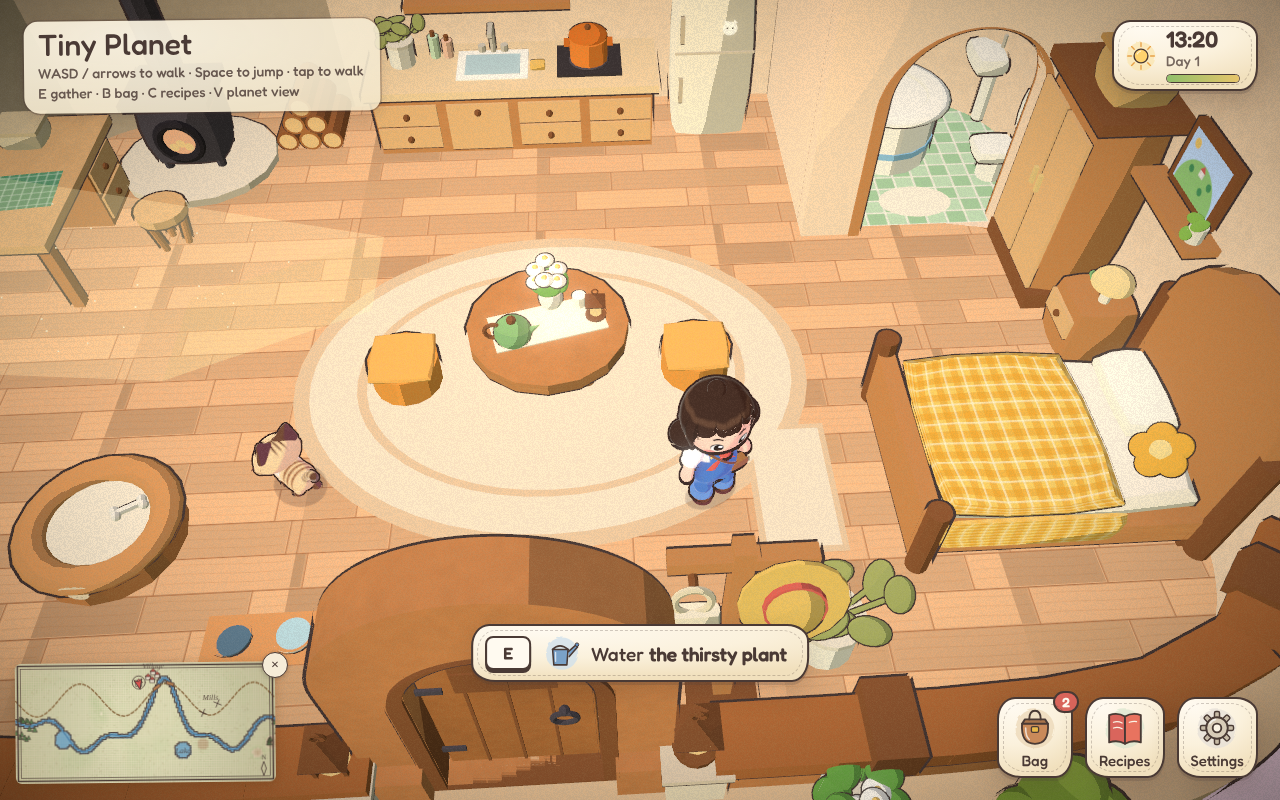 Tiny Planet
WASD / arrows to walk · Space to jump · tap to walk
E gather · B bag · C recipes · V planet view
13:20
Day 1
E
Water the thirsty plant
×
Mills
N
2
Bag
Recipes
Settings